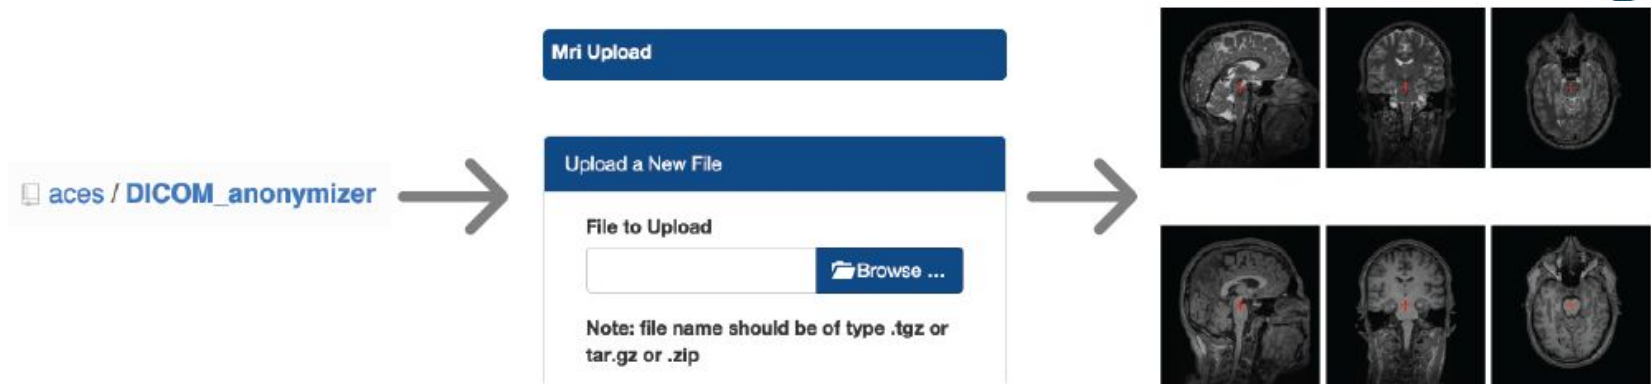 Mri Upload
aces / DICOM_anonymizer
Upload a New File
File to Upload
Browse ...
Note: file name should be of type .tgz or
tar.gz or .zip